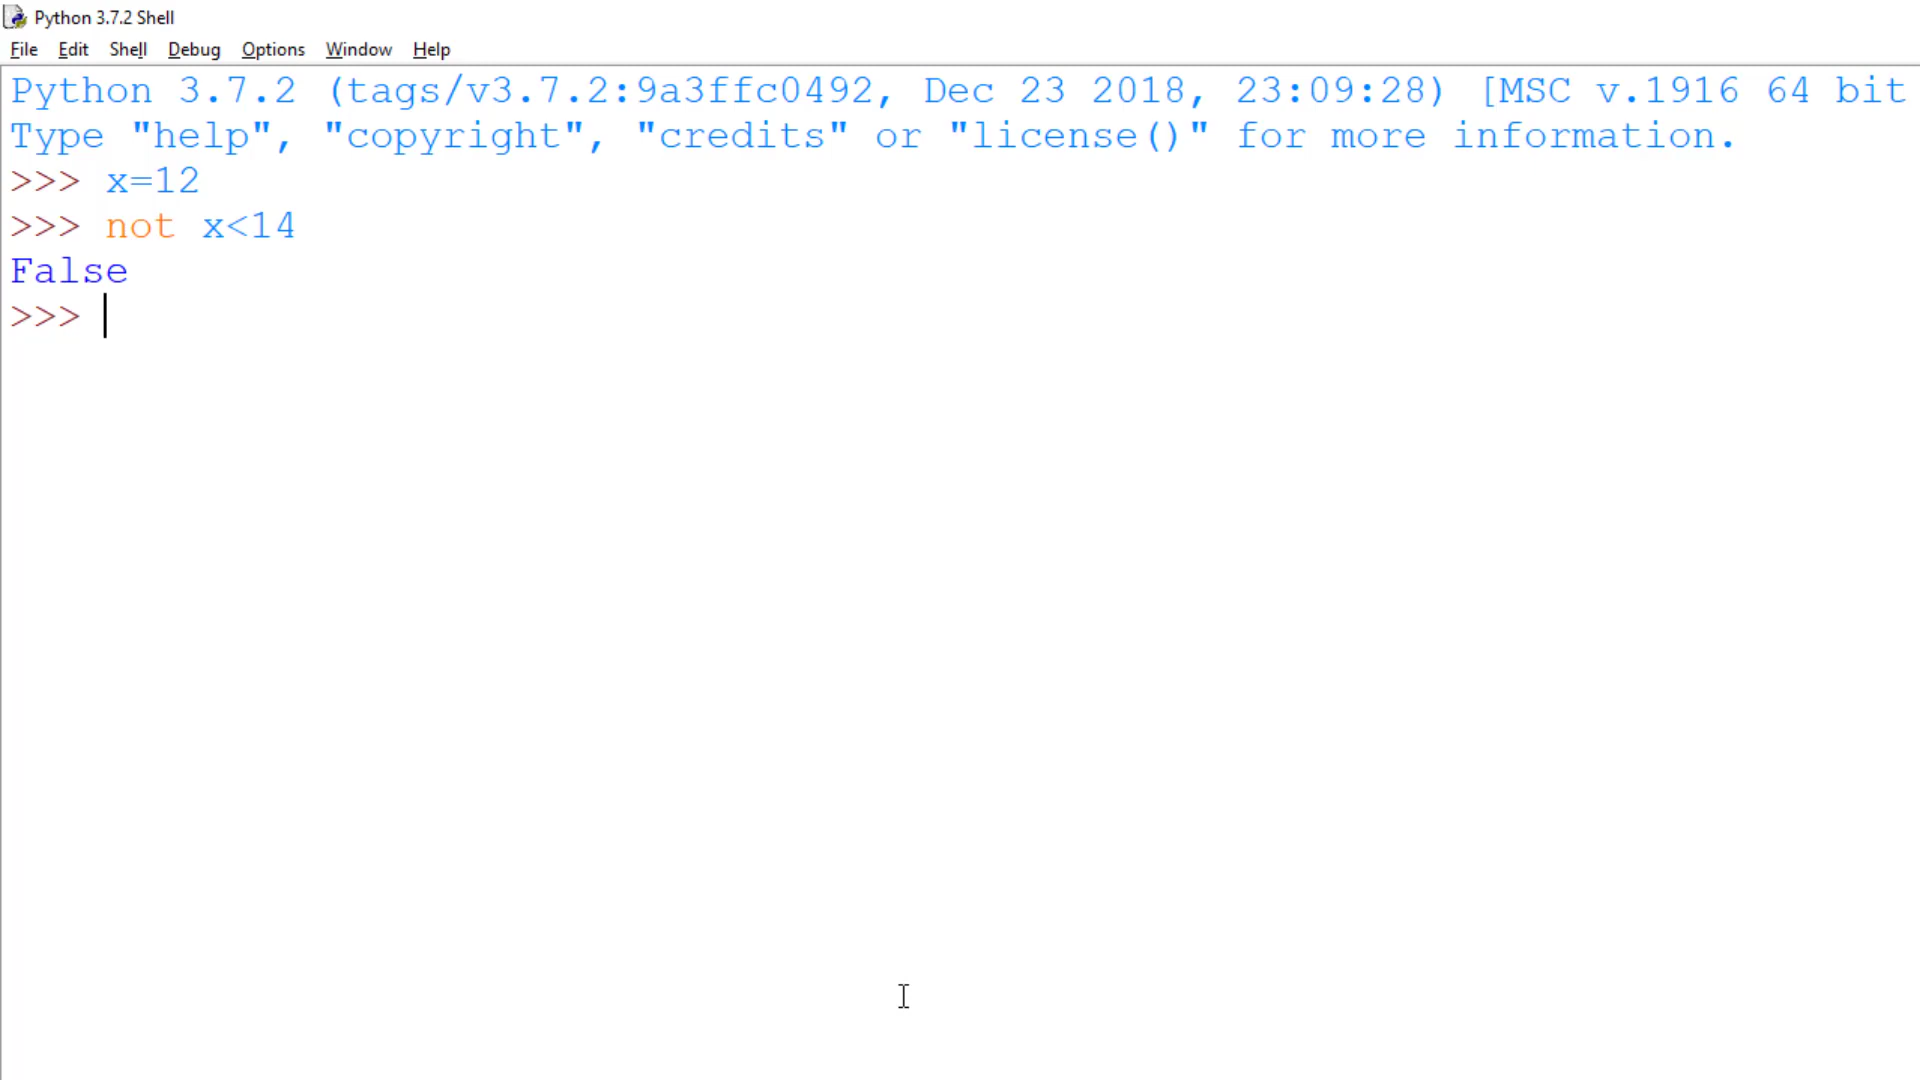 Python 3.7.2 Shell
File Edit Shell Debug Options Window Help
Python 3.7.2 (tags/v3.7.2:9a3ffc0492, Dec 23 2018, 23:09:28) [MSC v.1916 64 bit
Type "help", "copyright", "credits" or "license()" for more information.
>>> x=12
>>> not x<14
False
>>>